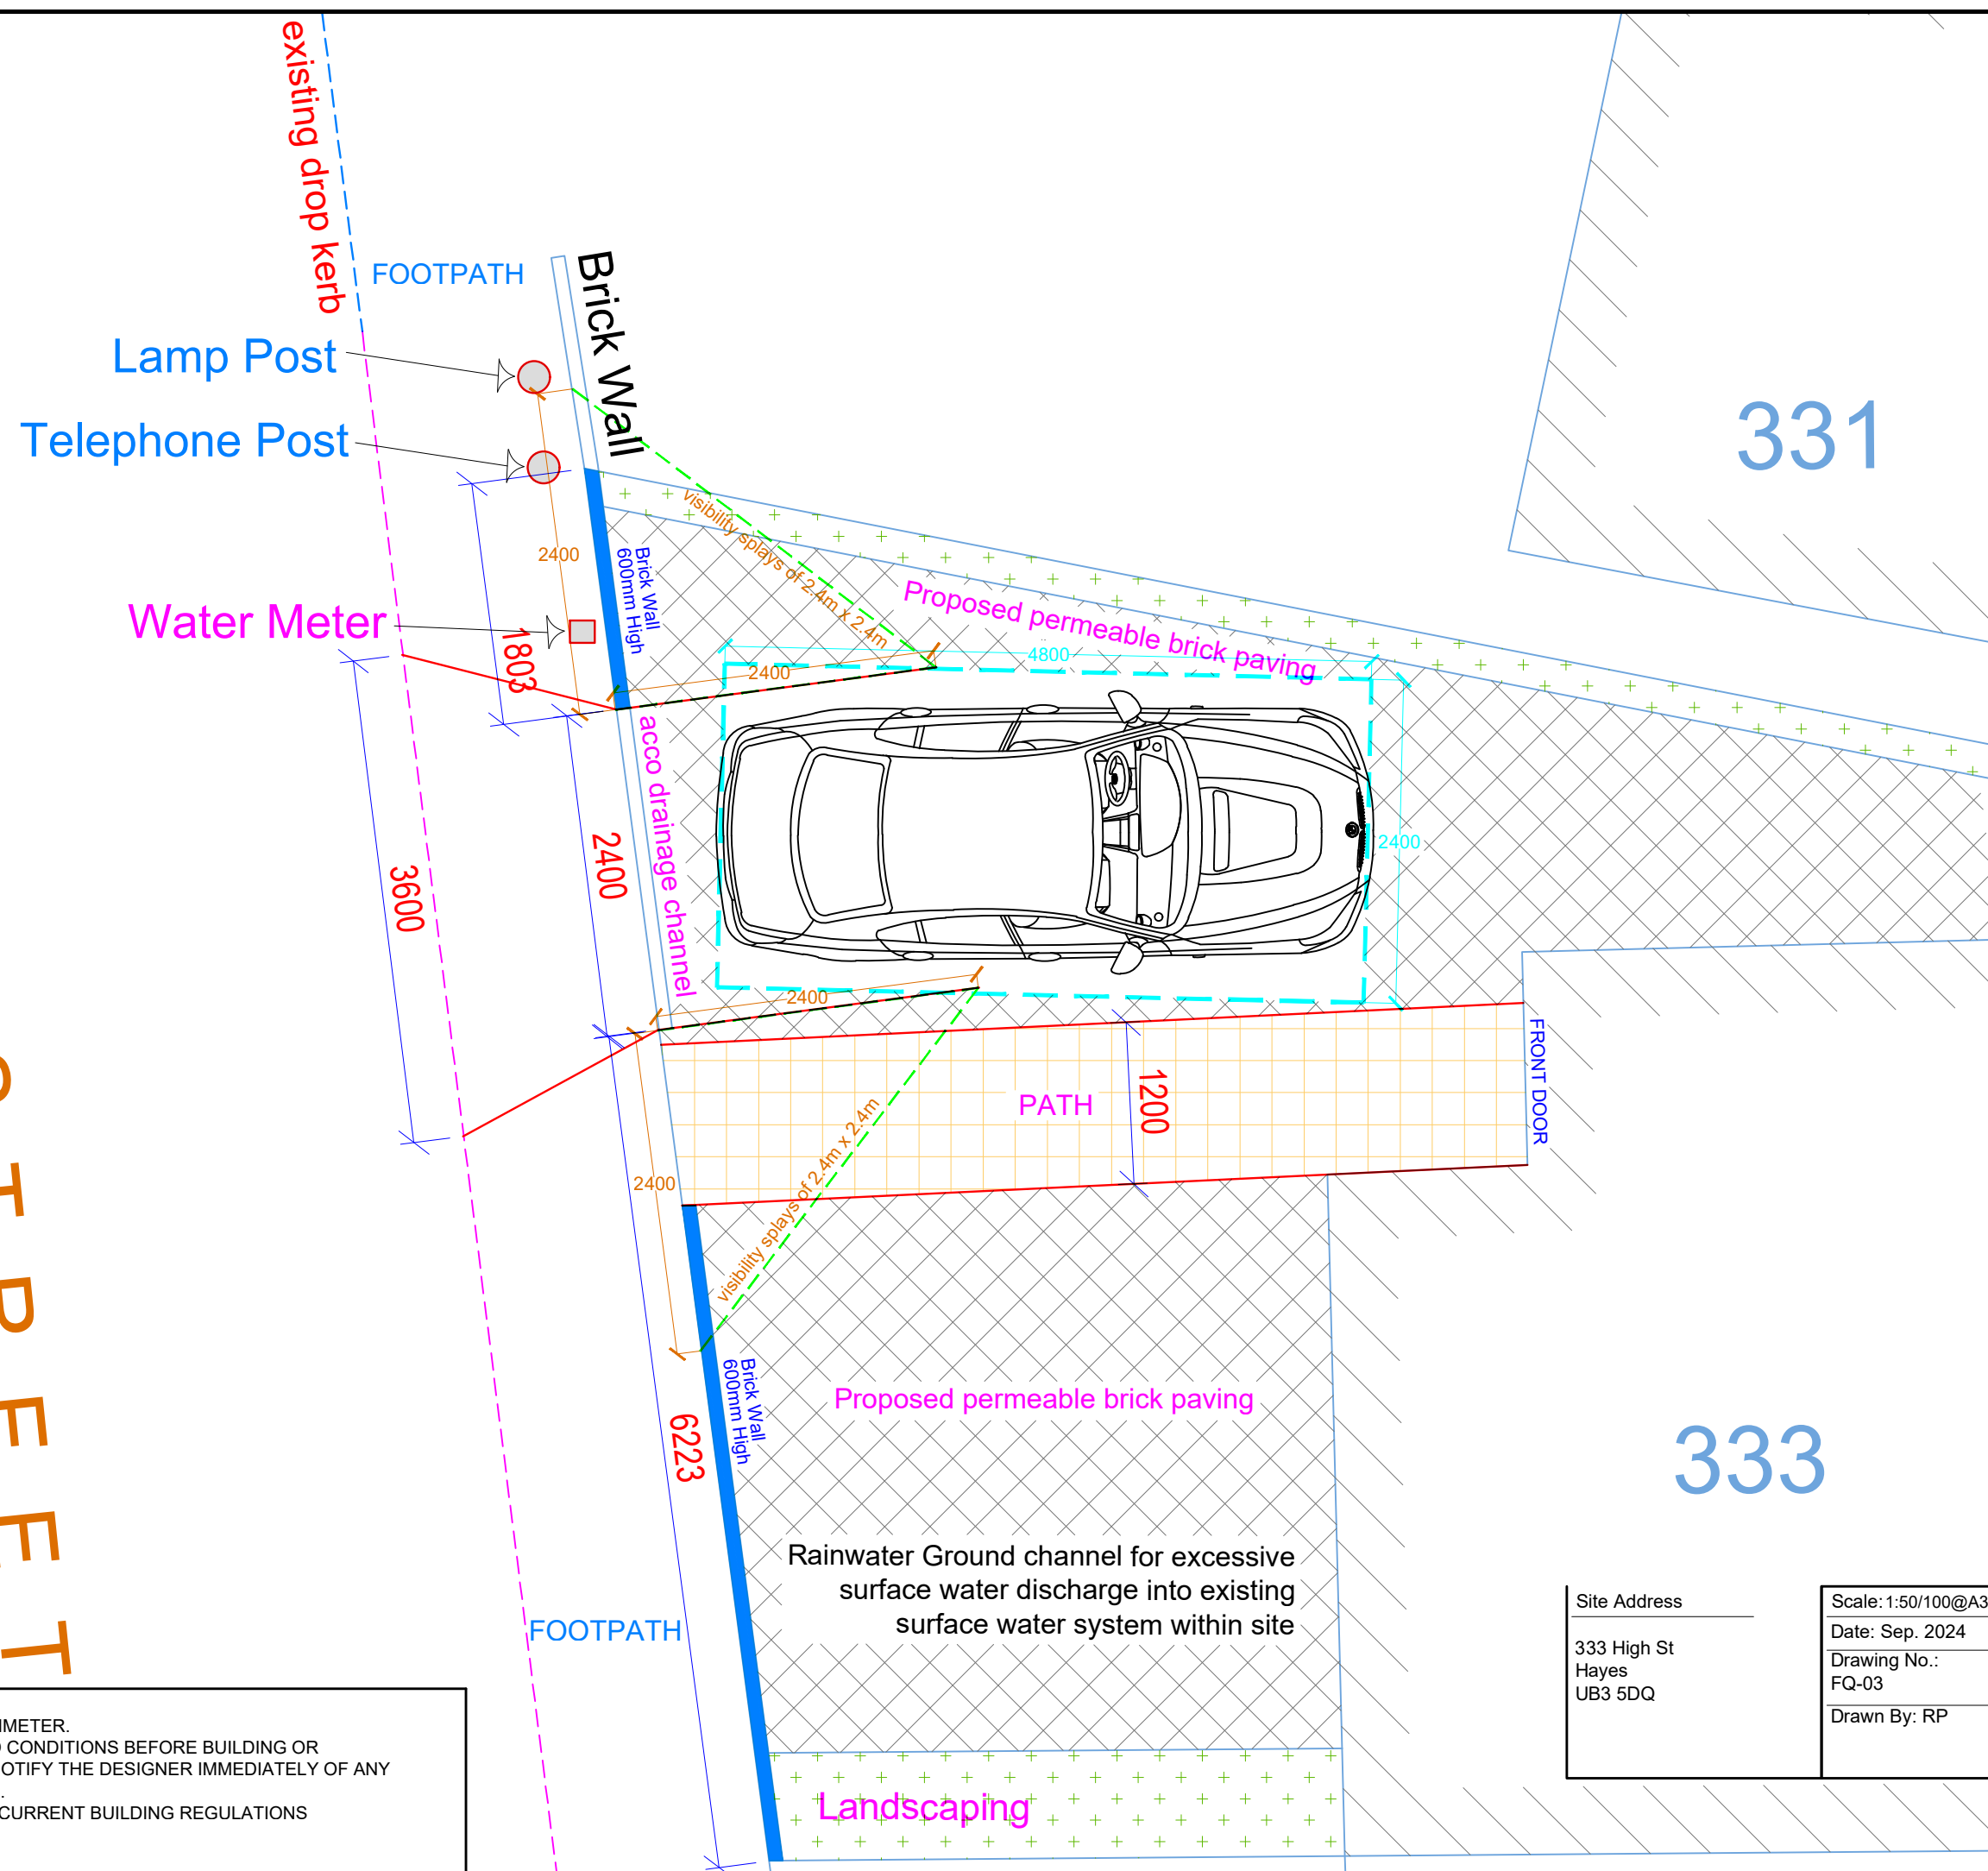 existing drop kerb
FOOTPATH
Brick Wall
Lamp Post
Telephone Post
331
visibility splays of 2.4m x 2.4m
2400
Brick Wall
600mm High
Proposed permeable brick paving
Water Meter
1803
4800
2400
acco drainage channel
2400
2400
3600
2400
FRONT DOOR
PATH
1200
2400
visibility splays of 2.4m x 2.4m
Brick Wall
600mm High
Proposed permeable brick paving
6223
333
Rainwater Ground channel for excessive
surface water discharge into existing
surface water system within site
FOOTPATH
TREET
Landscaping
Site Address
333 High St
Hayes
UB3 5DQ
Scale: 1:50/100@A3
Date: Sep. 2024
Drawing No.:
FQ-03
Drawn By: RP
CONDITIONS BEFORE BUILDING OR
THE DESIGNER IMMEDIATELY OF ANY
CURRENT BUILDING REGULATIONS